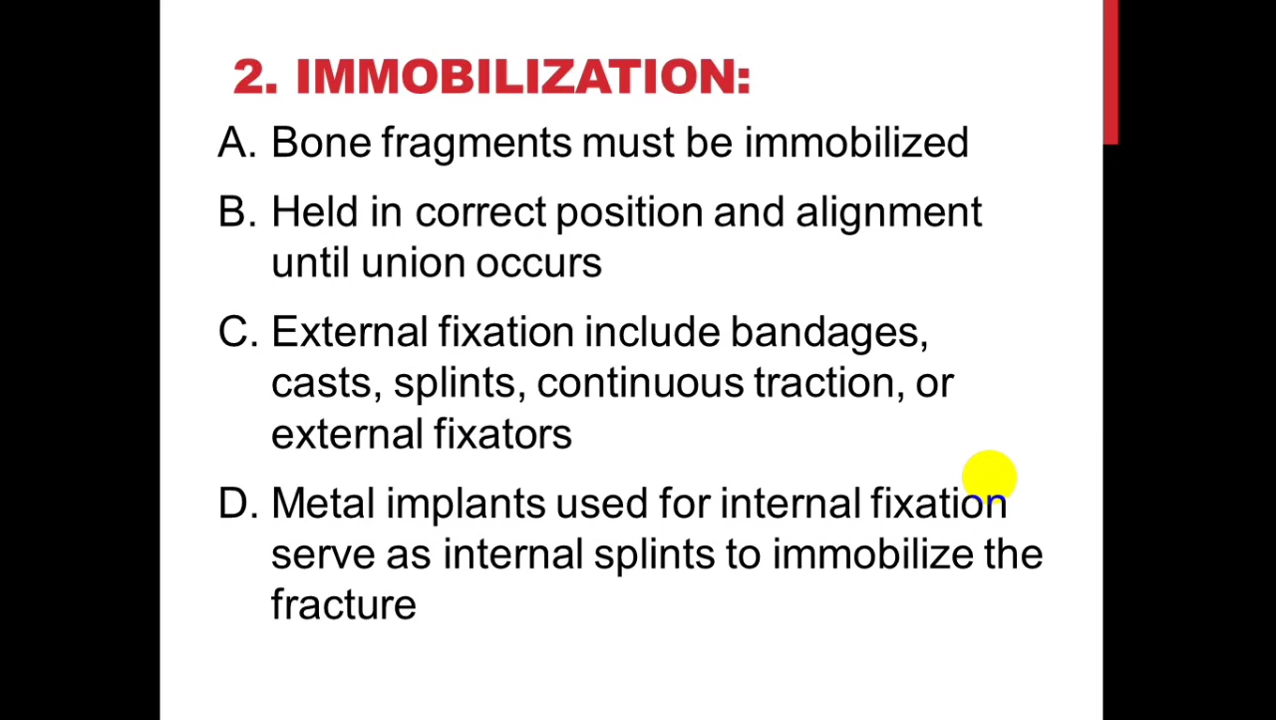 2. IMMOBILIZATION:
A. Bone fragments must be immobilized
B. Held in correct position and alignment
until union occurs
C. External fixation include bandages,
casts, splints, continuous traction, or
external fixators
D. Metal implants used for internal fixation
serve as internal splints to immobilize the
fracture